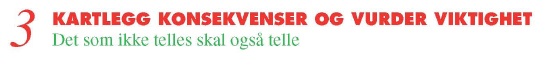 3 KARTLEGG KONSEKVENSER OG VURDER VIKTIGHET
Det som ikke telles skal også telle